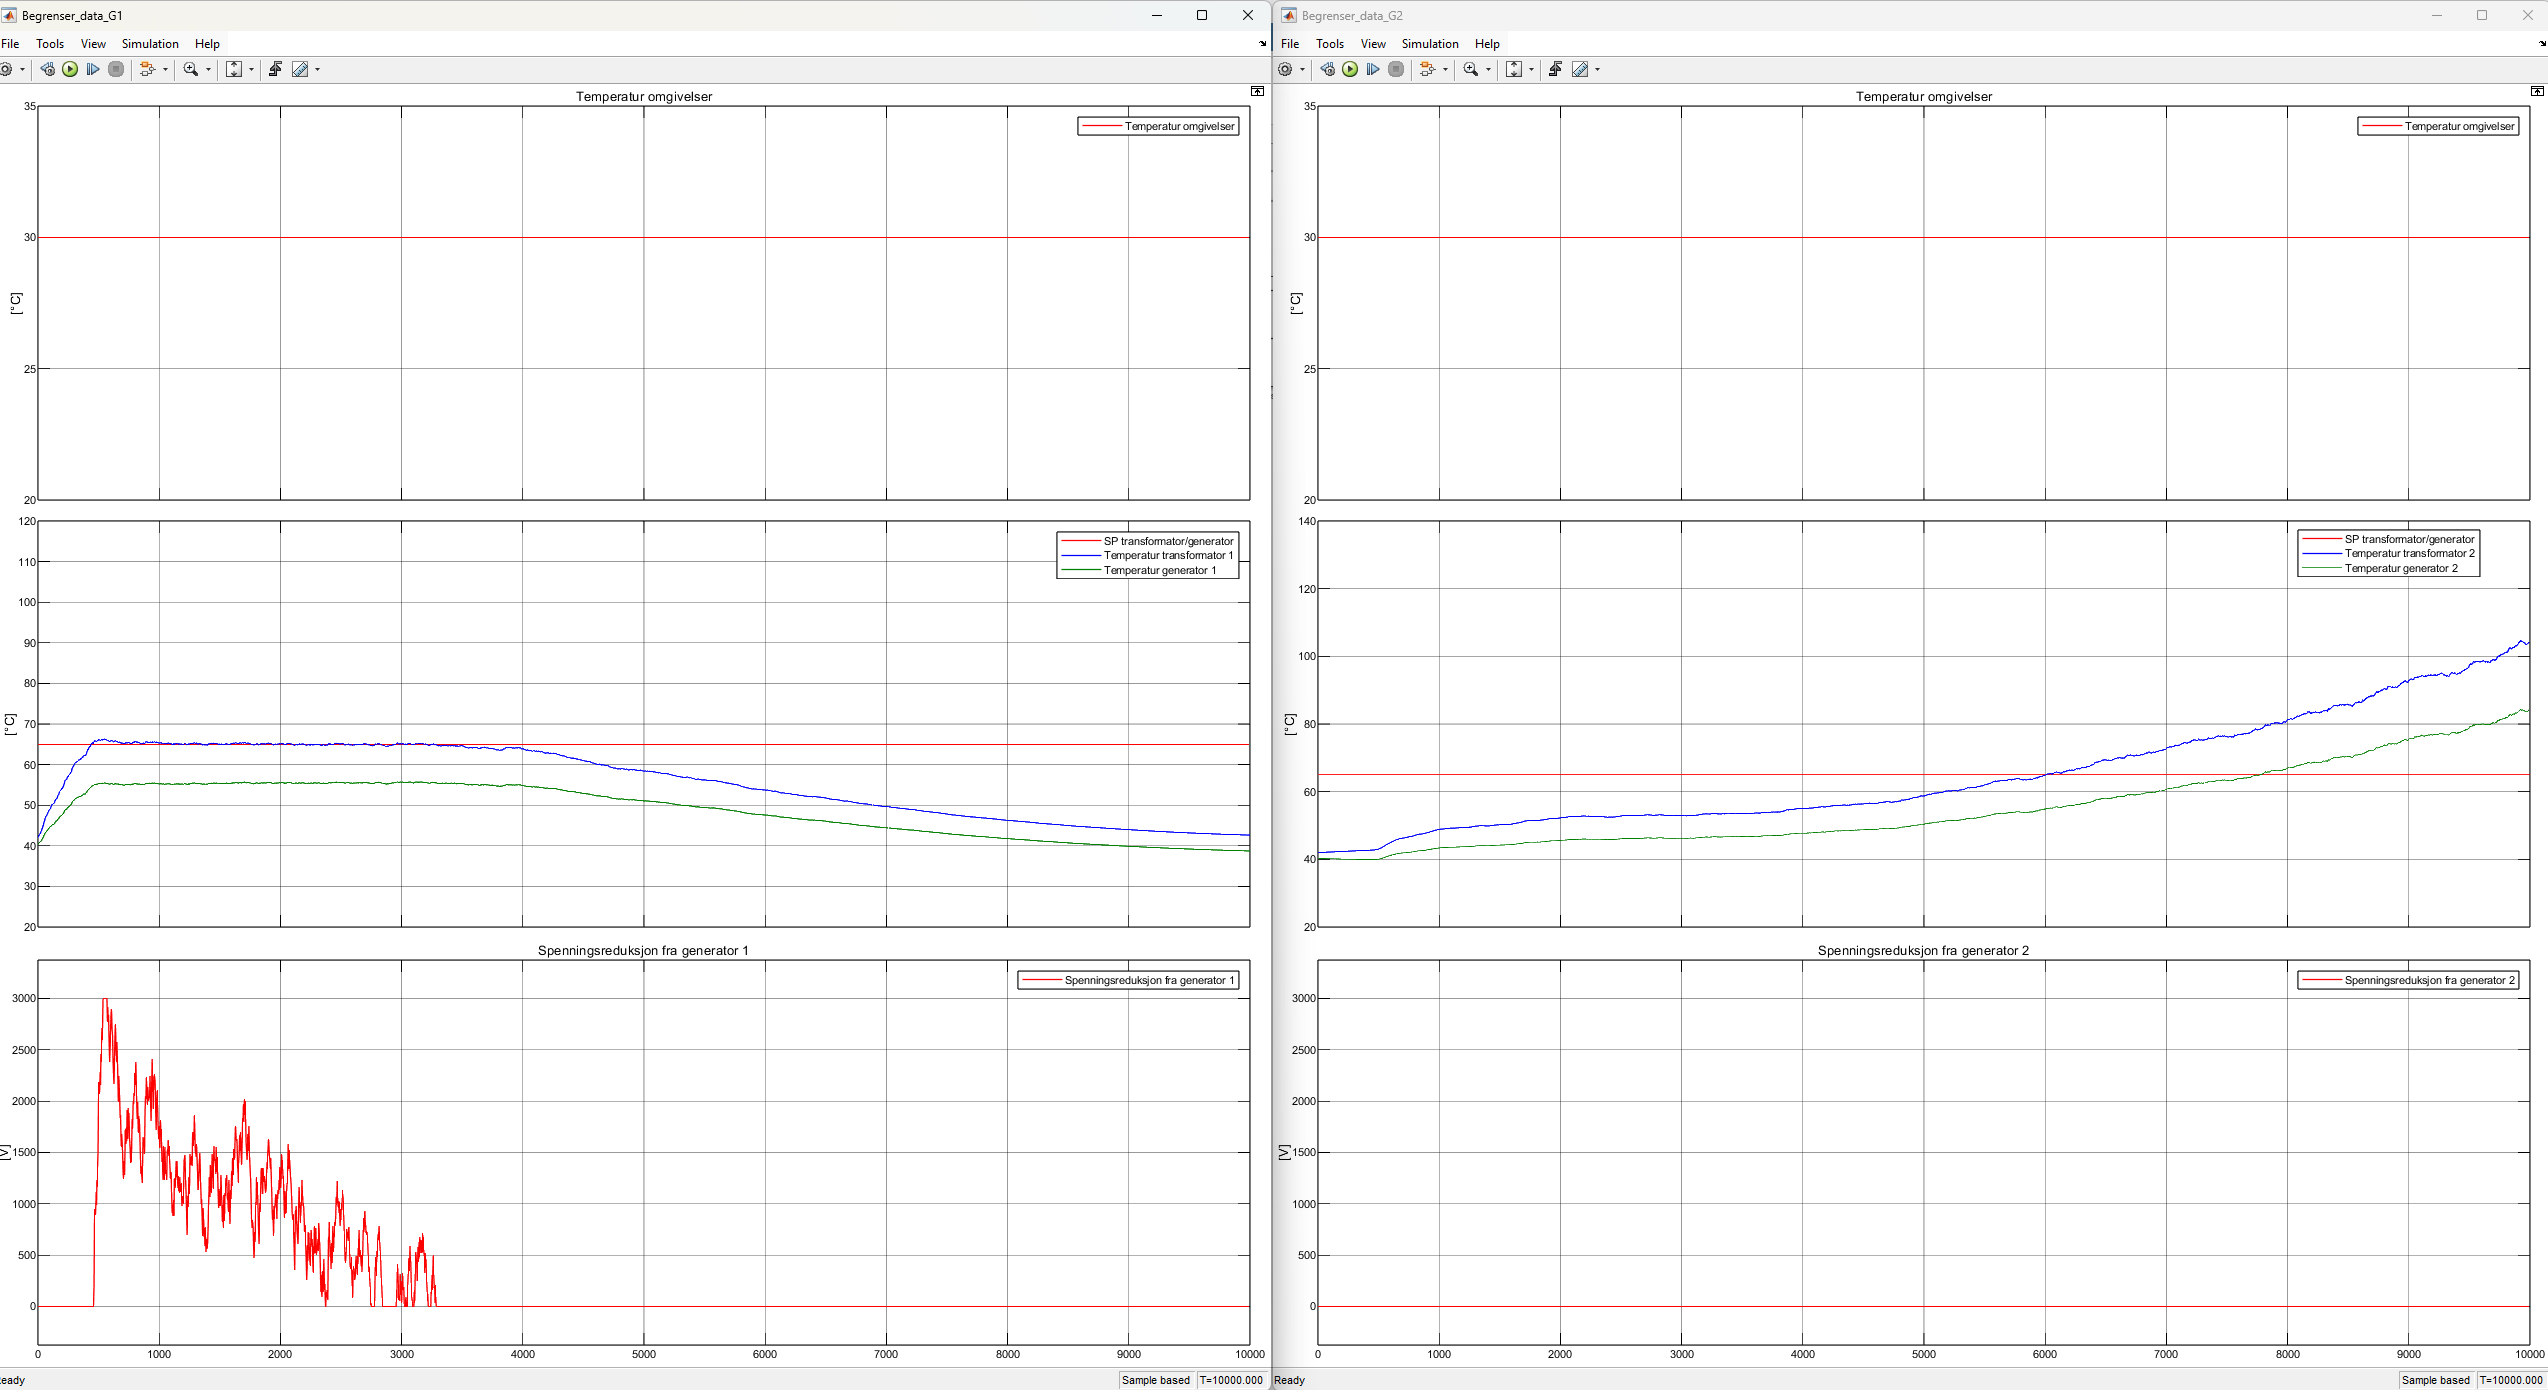 Begrenser_data_G1
File Tools View Simulation Help
Temperatur omgivelser
Temperatur omgivelser
35
30
25
20
[°C]
SP transformator/generator
Temperatur transformator 1
Temperatur generator 1
120
110
100
90
80
70
60
50
40
30
20
[°C]
Spenningsreduksjon fra generator 1
Spenningsreduksjon fra generator 1
3000
2500
2000
1500
1000
500
0
[V]
0 1000 2000 3000 4000 5000 6000 7000 8000 9000 10000
eady Sample based T=10000.000
Begrenser_data_G2
File Tools View Simulation Help
Temperatur omgivelser
Temperatur omgivelser
35
30
25
20
[°C]
SP transformator/generator
Temperatur transformator 2
Temperatur generator 2
140
120
100
80
60
40
20
[°C]
Spenningsreduksjon fra generator 2
Spenningsreduksjon fra generator 2
3000
2500
2000
1500
1000
500
0
[V]
0 1000 2000 3000 4000 5000 6000 7000 8000 9000 10000
Ready Sample based T=10000.000